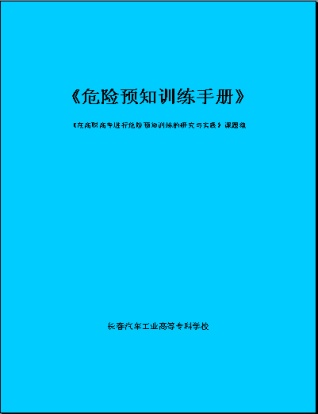 《危险预知训练手册》
《在高职高专进行危险预知训练的研究与实践》课题组
长春汽车工业高等专科学校